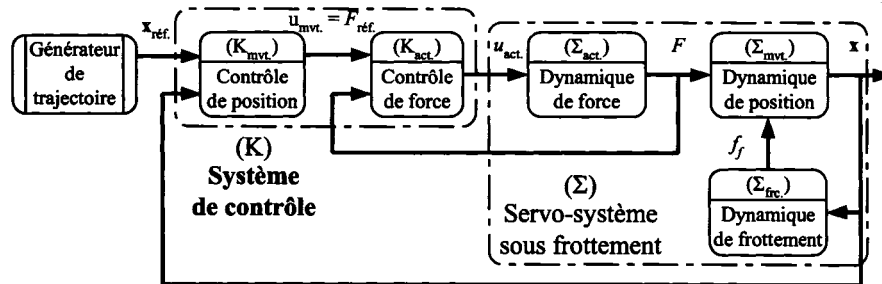 Générateur
de
trajectoire
x_réf.
(K_mvt.)
Contrôle
de position
u_mvt. = F_réf.
(K_act.)
Contrôle
de force
(K)
Système
de contrôle
u_act.
(Σ_act.)
Dynamique
de force
F
(Σ_mvt.)
Dynamique
de position
x
f_f
(Σ_frc.)
Dynamique
de frottement
(Σ)
Servo-système
sous frottement